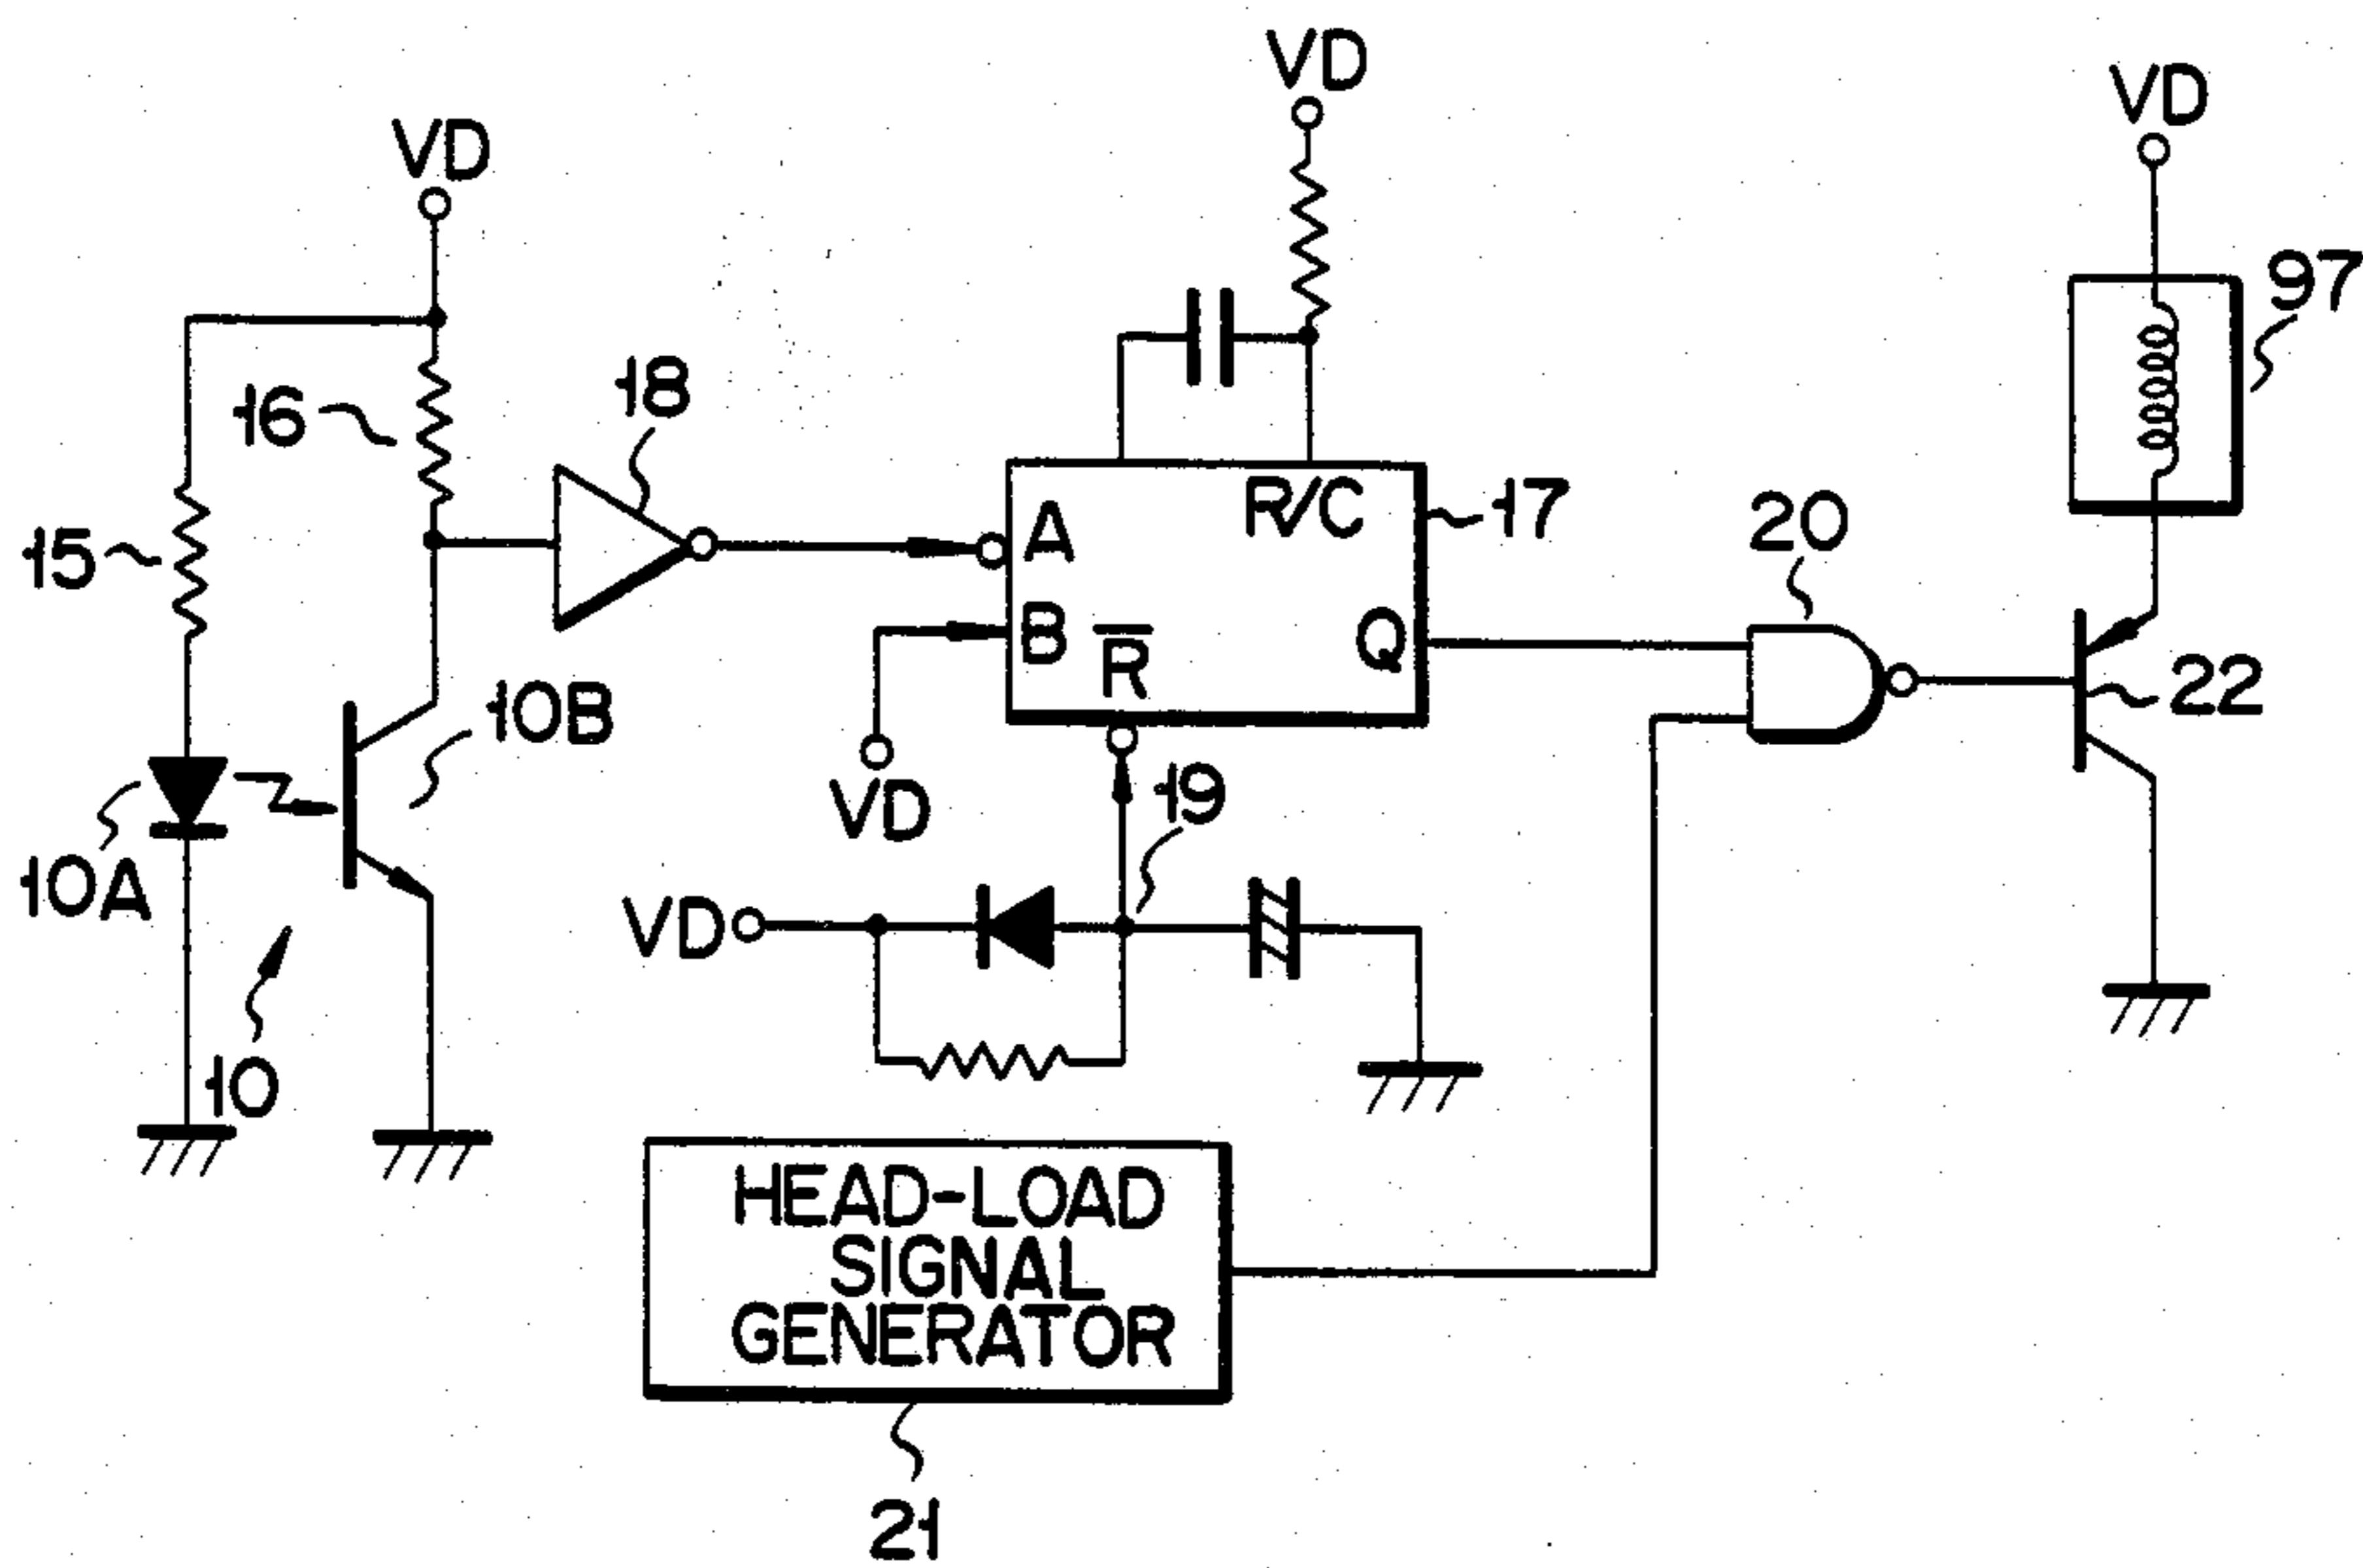 VD
VD
VD
97
16
18
15
A
R/C
17
20
B
R̅
Q
10B
22
VD
19
10A
VD
10
HEAD-LOAD
SIGNAL
GENERATOR
21